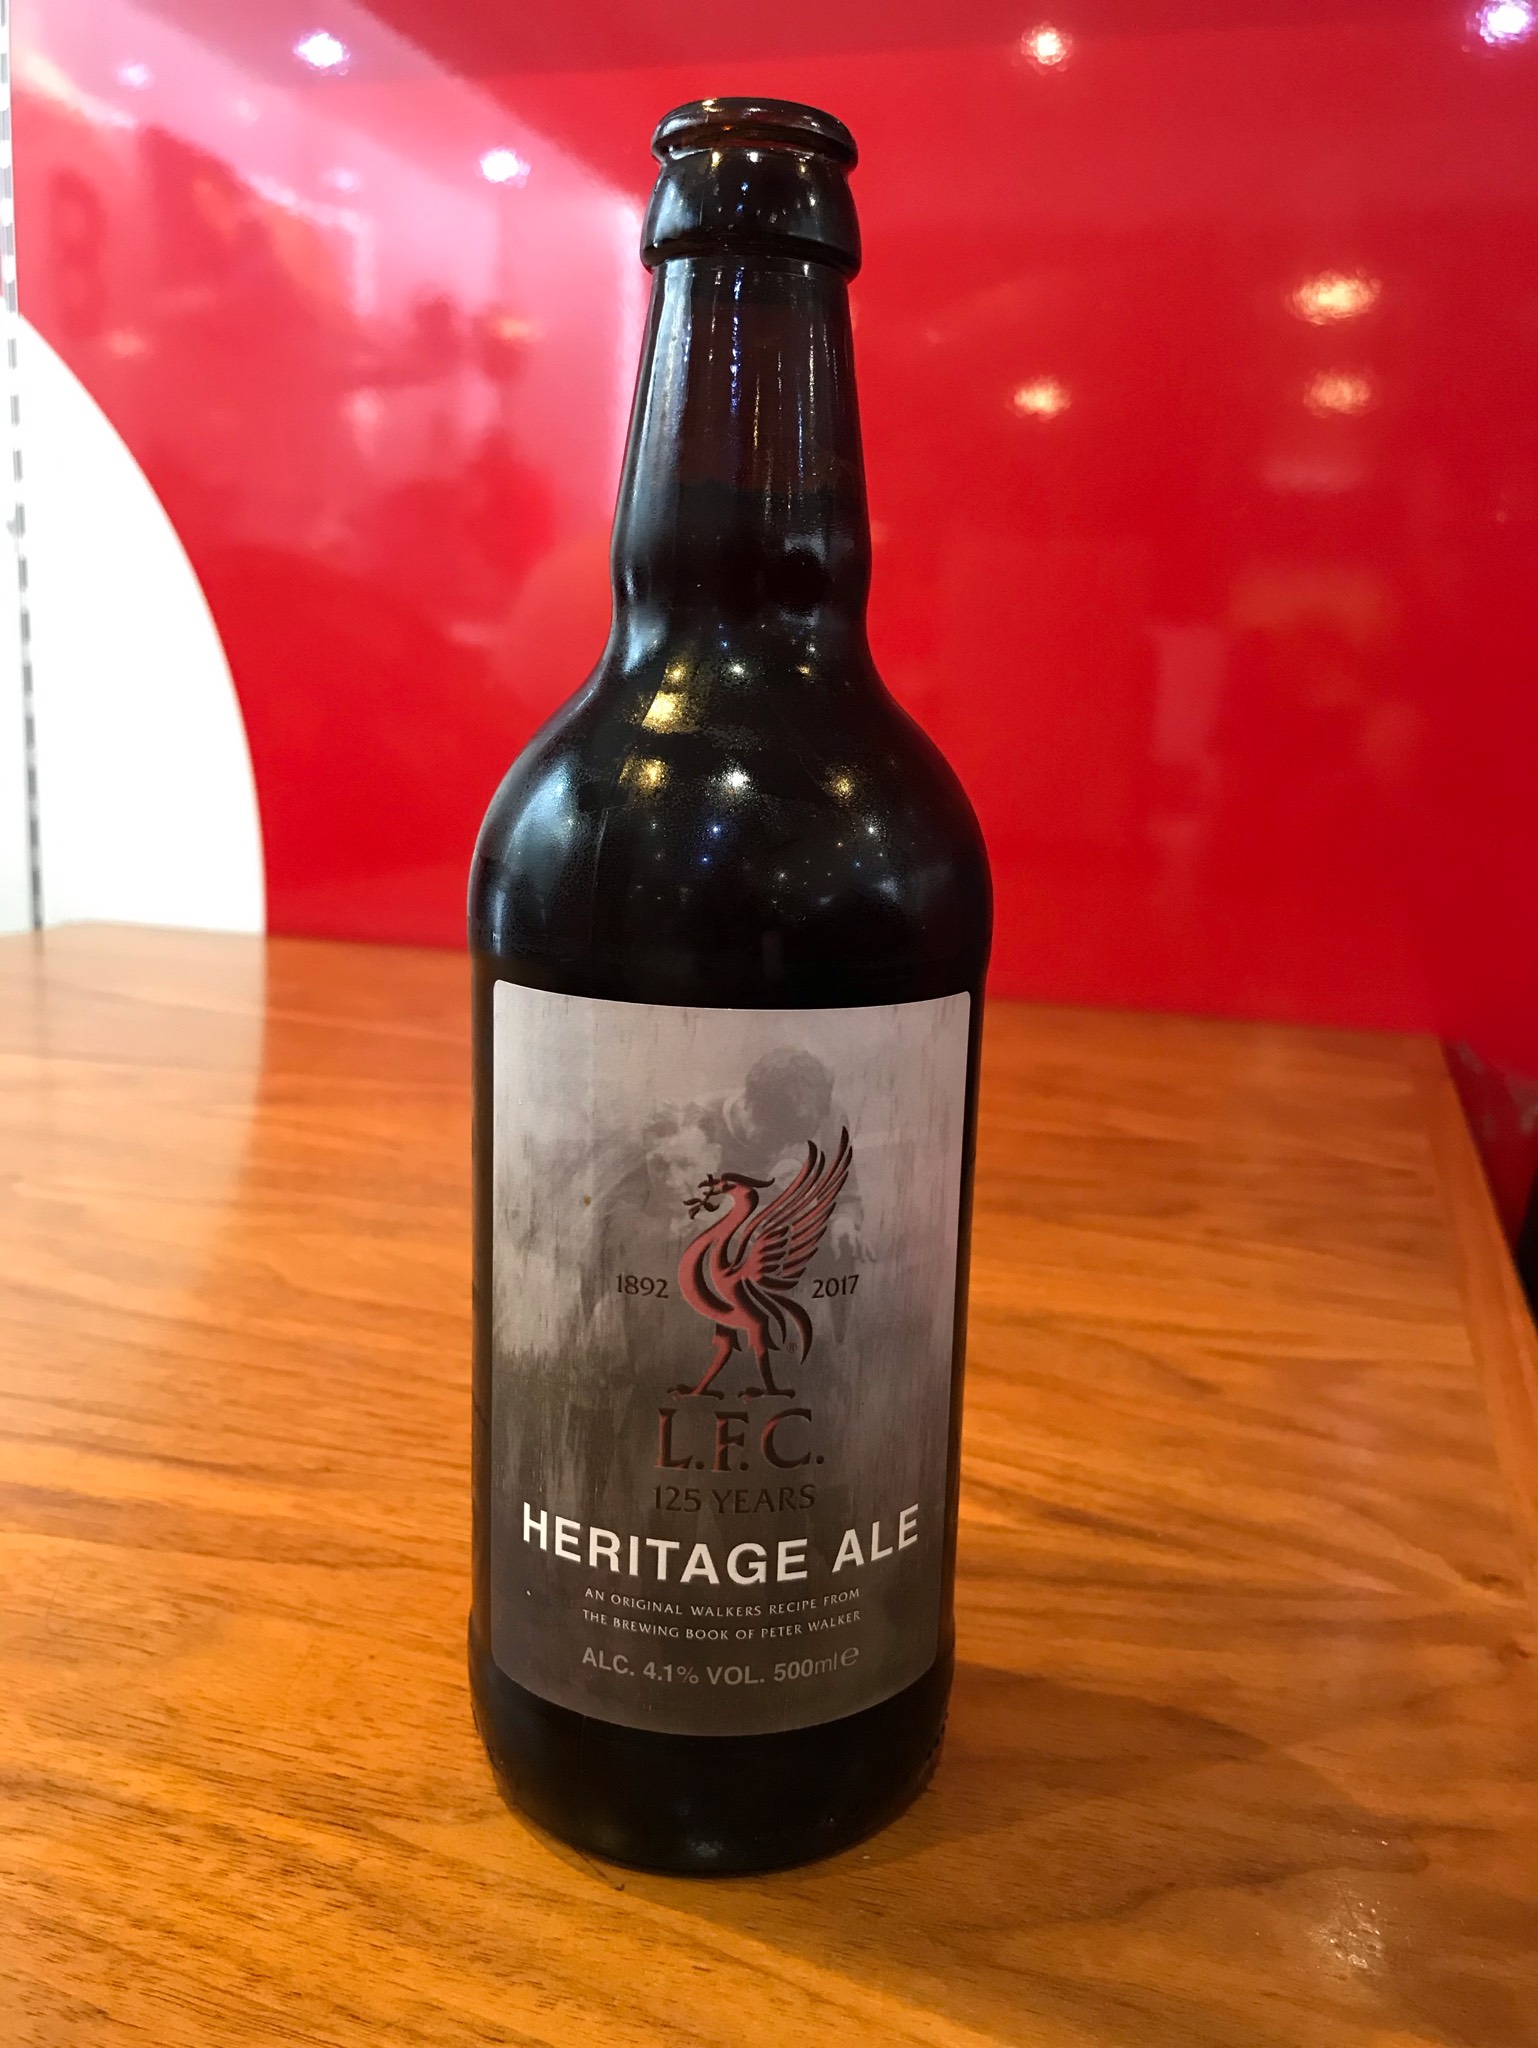 1892 2017
L.F.C.
125 YEARS
HERITAGE ALE
AN ORIGINAL WALKERS RECIPE FROM
THE BREWING BOOK OF PETER WALKER
ALC. 4.1% VOL. 500ml e